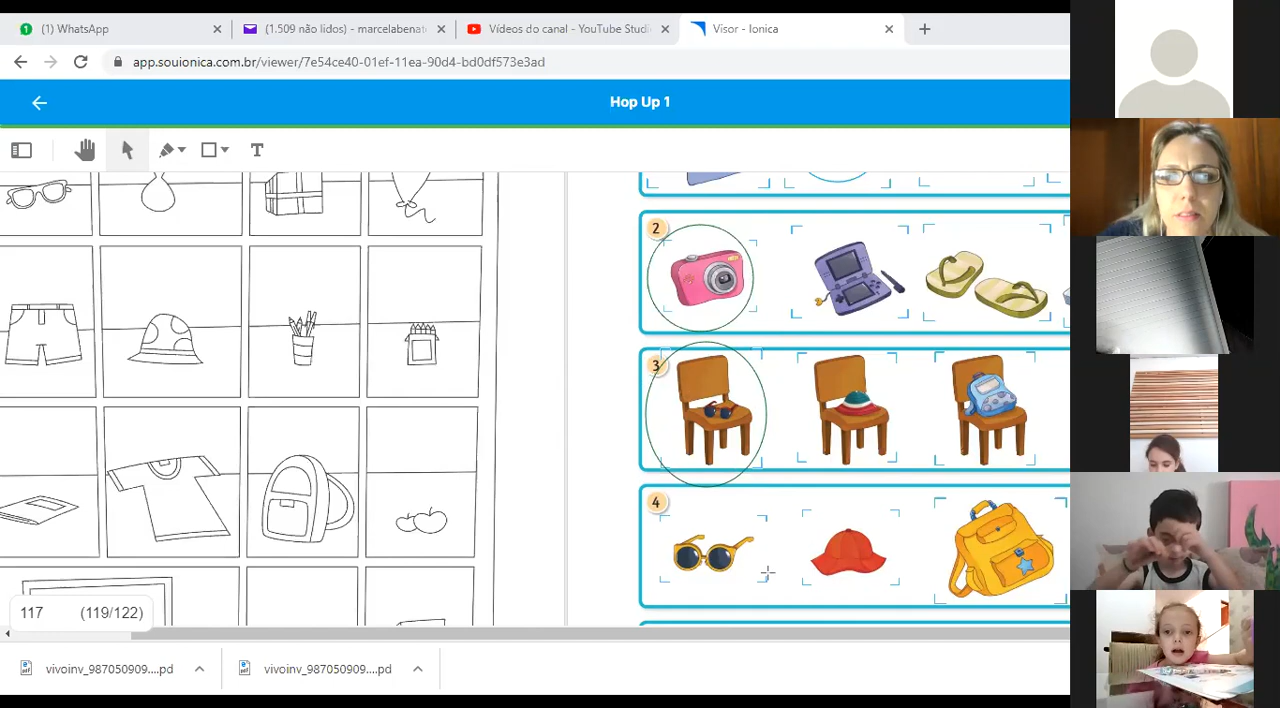 (1) WhatsApp
(1.509 não lidos) - marcelabenat
Vídeos do canal - YouTube Studi
Visor - Ionica
app.souionica.com.br/viewer/7e54ce40-01ef-11ea-90d4-bd0df573e3ad
Hop Up 1
T
2
3
4
117 (119/122)
vivoinv_987050909....pd
vivoinv_987050909....pd